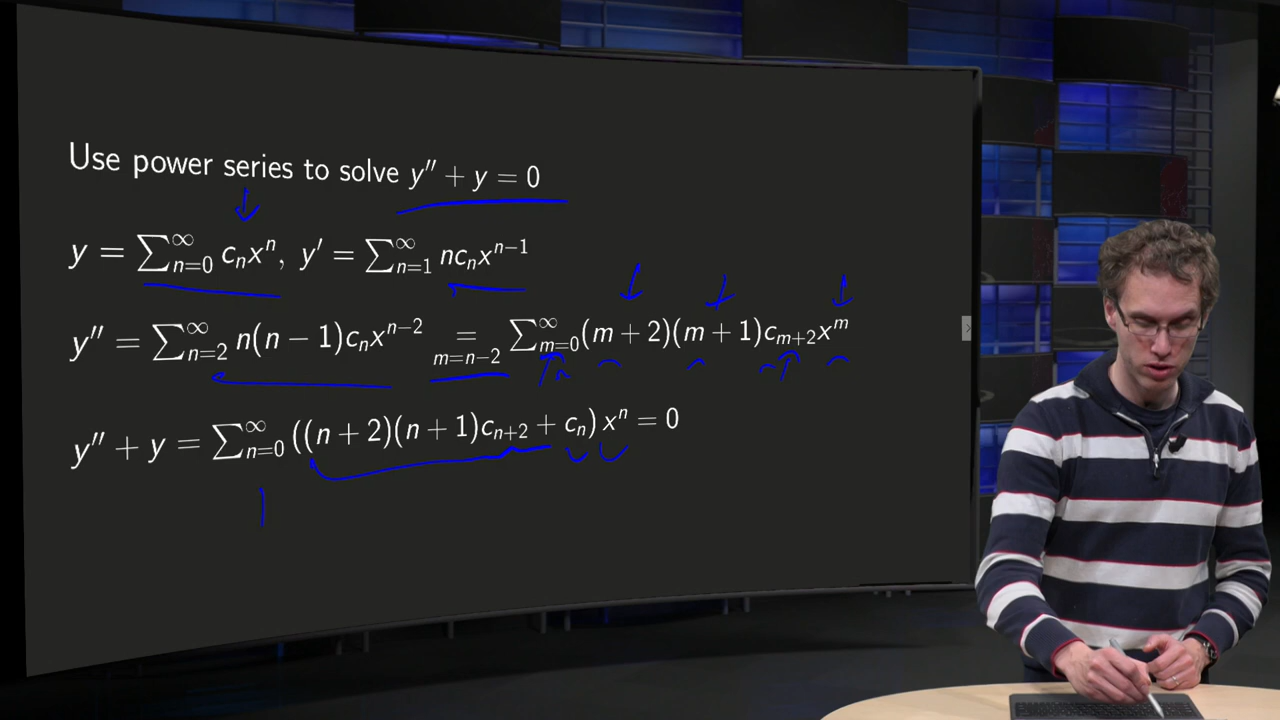 Use power series to solve y″ + y = 0
y = ∑_{n=0}^{∞} c_n x^n, y′ = ∑_{n=1}^{∞} n c_n x^{n−1}
y″ = ∑_{n=2}^{∞} n(n − 1)c_n x^{n−2} =_{m=n−2} ∑_{m=0}^{∞} (m + 2)(m + 1)c_{m+2} x^m
y″ + y = ∑_{n=0}^{∞} ((n + 2)(n + 1)c_{n+2} + c_n) x^n = 0